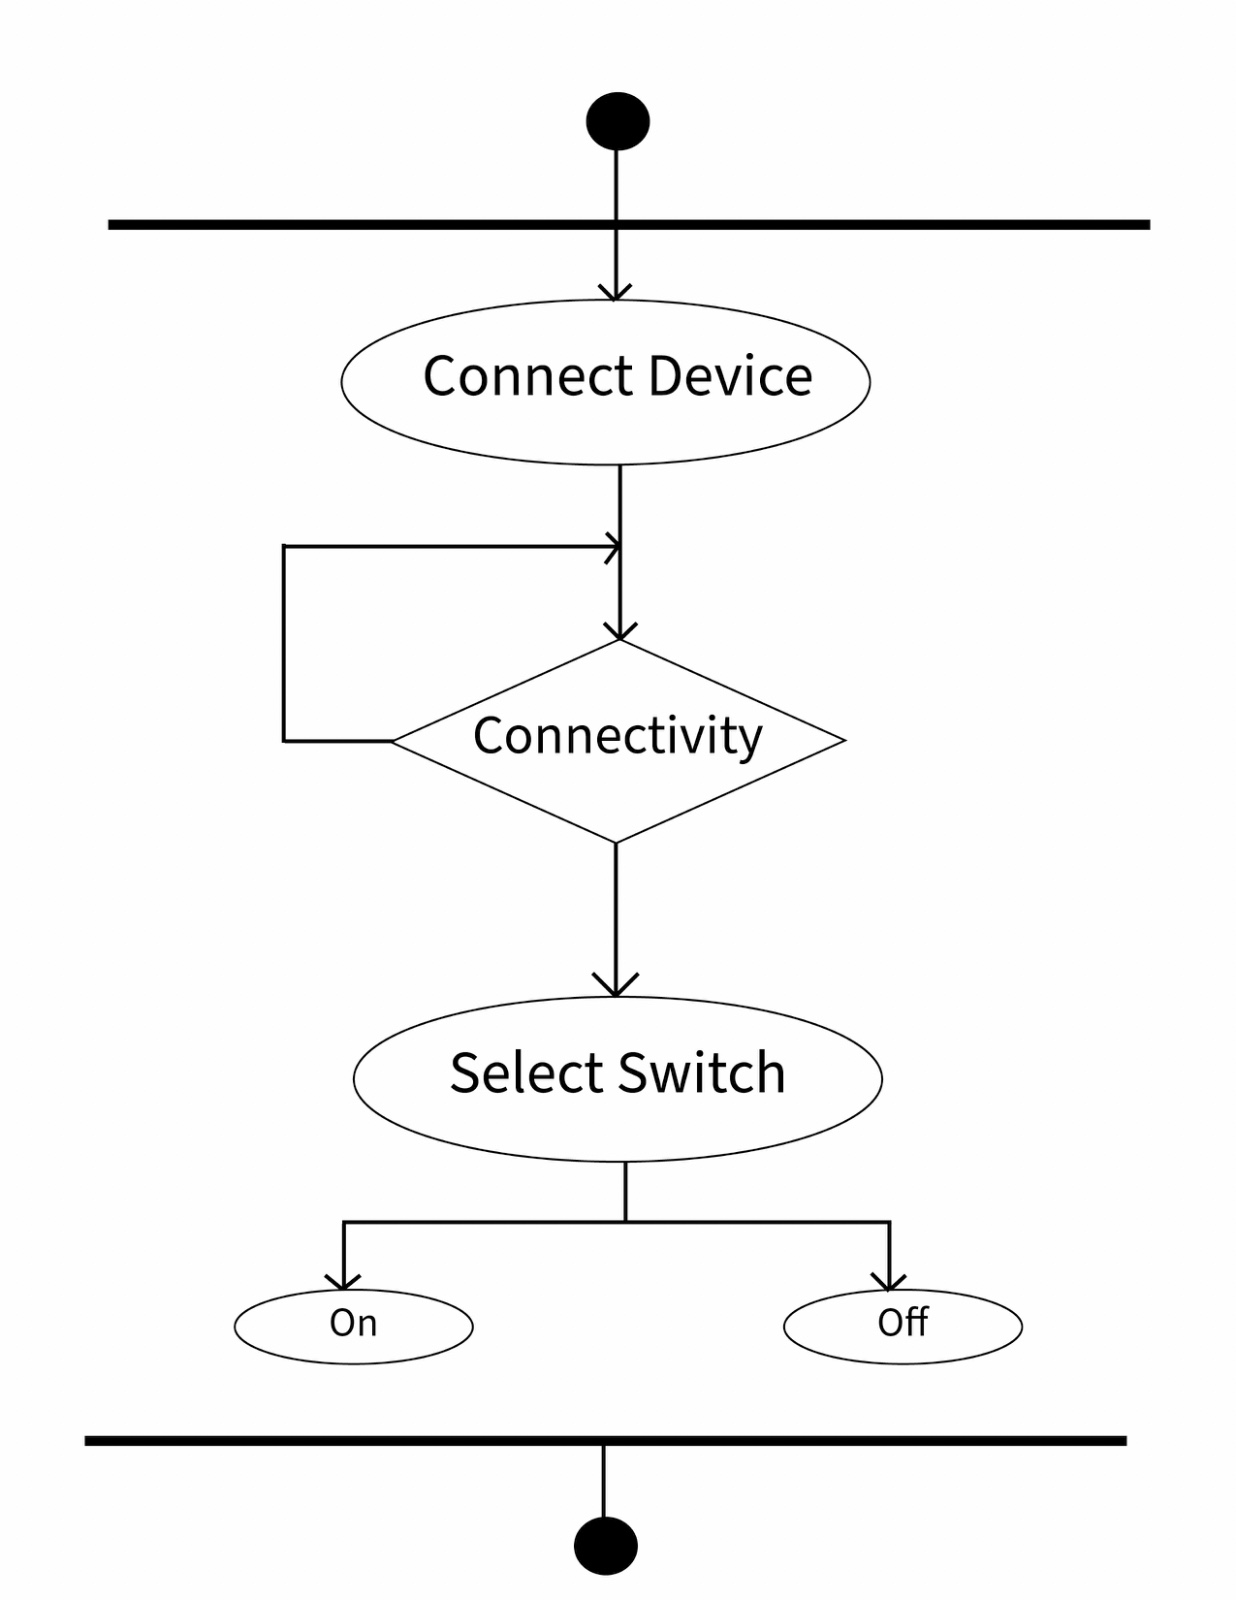 Connect Device
Connectivity
Select Switch
On
Off